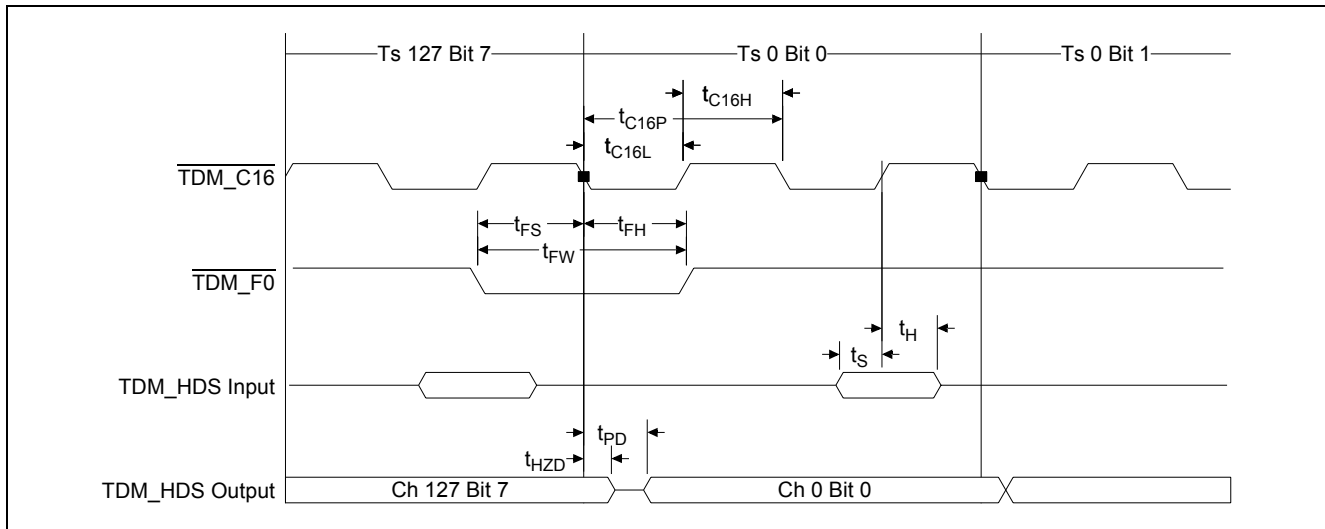 Ts 127 Bit 7 Ts 0 Bit 0 Ts 0 Bit 1
tC16H
tC16P
tC16L
TDM_C16
tFS tFH
tFW
TDM_F0
tH
tS
TDM_HDS Input
tPD
tHZD
TDM_HDS Output Ch 127 Bit 7 Ch 0 Bit 0